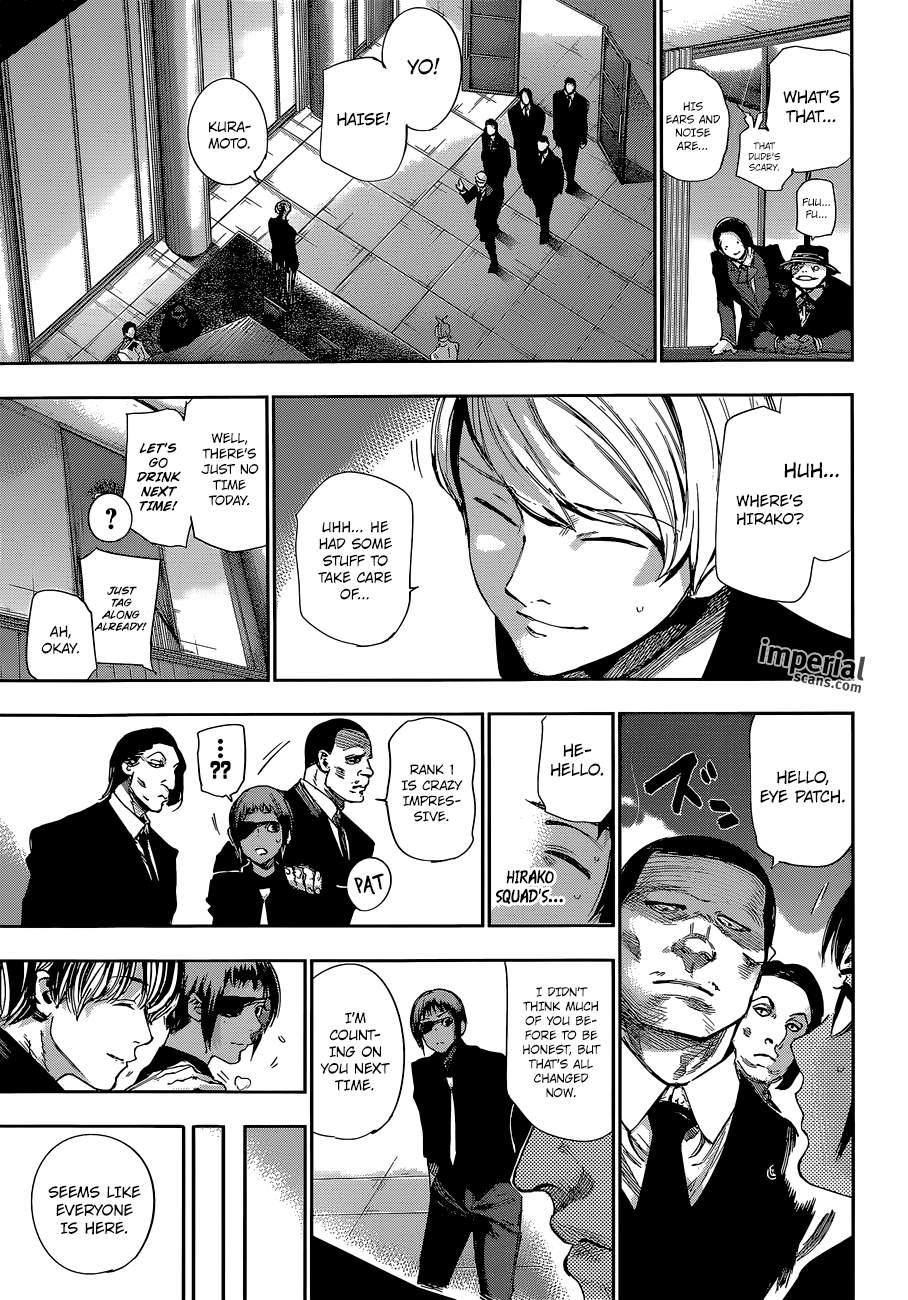 WHAT'S
THAT...
HIS
EARS AND
NOISE
ARE...
THAT
DUDE'S
SCARY.
FUU...
FU...
YO!
HAISE!
KURA-
MOTO.
HUH...
WHERE'S
HIRAKO?
UHH... HE
HAD SOME
STUFF TO
TAKE CARE
OF...
WELL,
THERE'S
JUST NO
TIME
TODAY.
LET'S
GO
DRINK
NEXT
TIME!
?
JUST
TAG
ALONG
ALREADY!
AH,
OKAY.
imperial
scans.com
HELLO,
EYE PATCH.
ズッ
HE-
HELLO.
HIRAKO
SQUAD'S...
RANK 1
IS CRAZY
IMPRES-
SIVE.
...
??
PAT
I DIDN'T
THINK MUCH
OF YOU BE-
FORE TO BE
HONEST, BUT
THAT'S ALL
CHANGED
NOW.
I'M
COUNT-
ING ON
YOU NEXT
TIME.
SEEMS LIKE
EVERYONE
IS HERE.